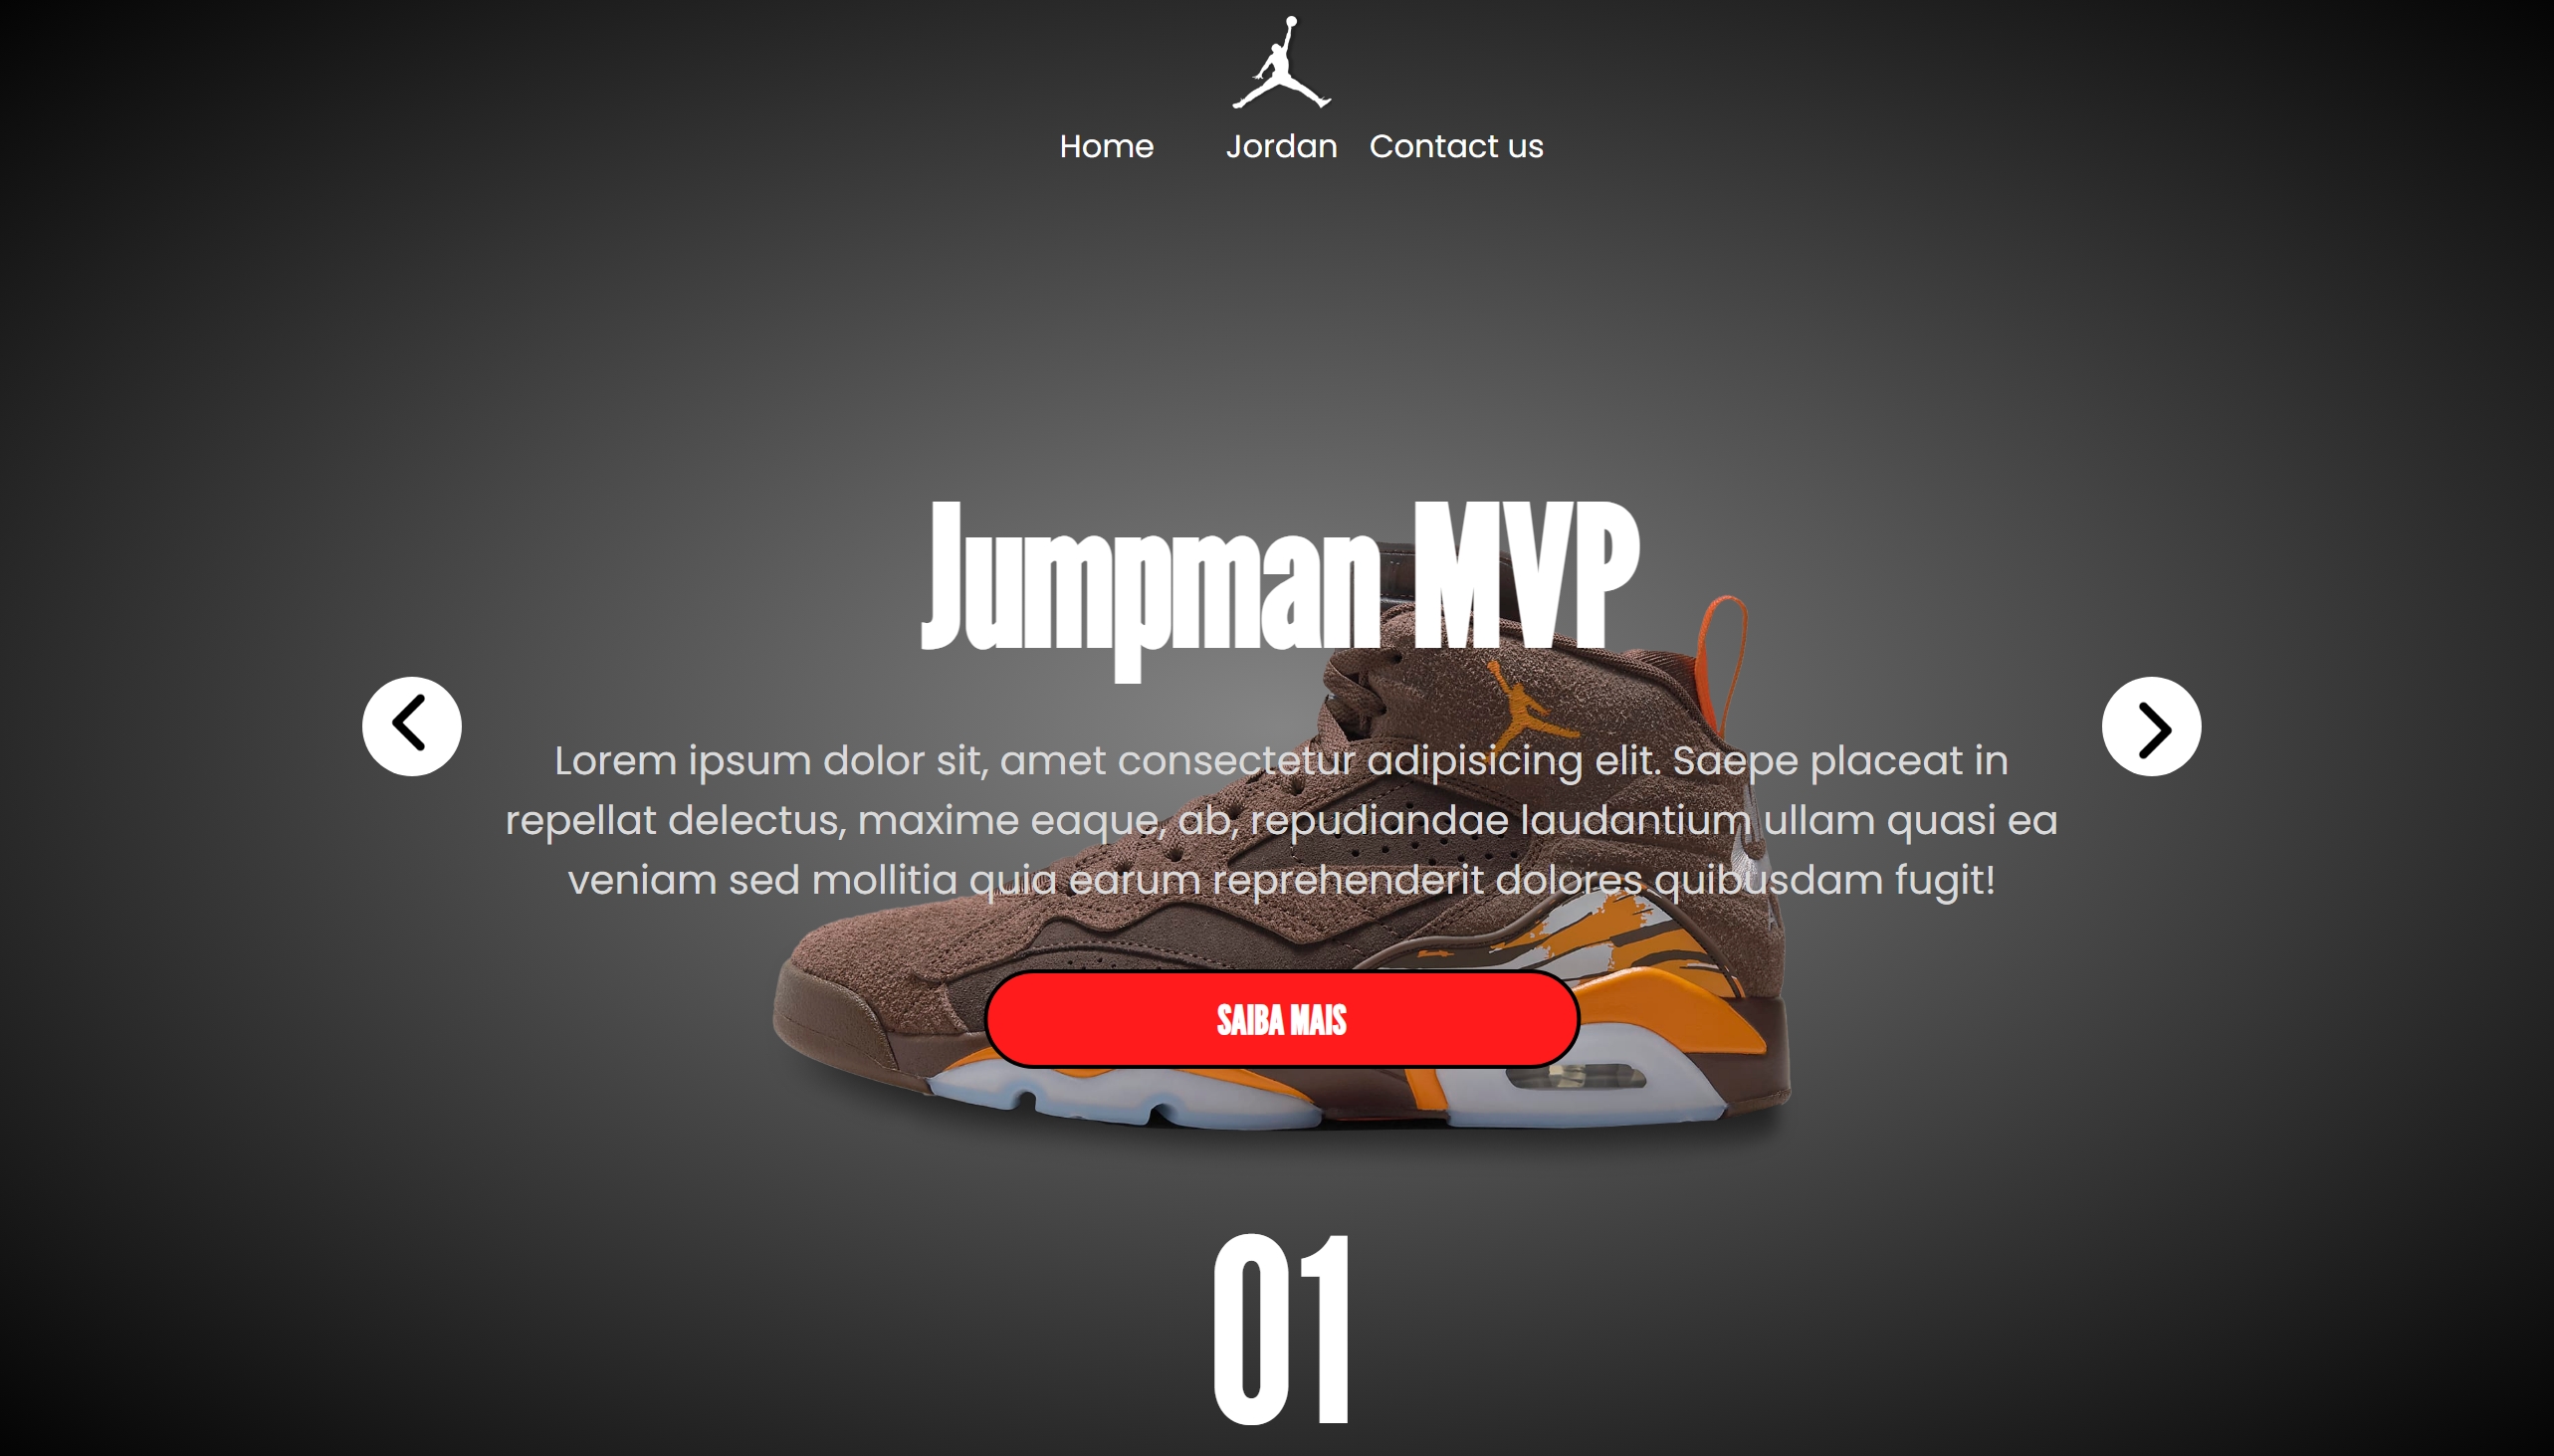 Home Jordan Contact us
Jumpman MVP
Lorem ipsum dolor sit, amet consectetur adipisicing elit. Saepe placeat in
repellat delectus, maxime eaque, ab, repudiandae laudantium ullam quasi ea
veniam sed mollitia quia earum reprehenderit dolores quibusdam fugit!
SAIBA MAIS
01